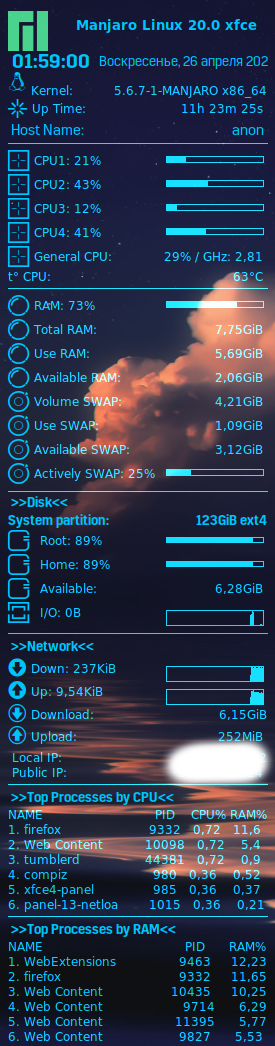 Manjaro Linux 20.0 xfce
01:59:00 Воскресенье, 26 апреля 202
Kernel: 5.6.7-1-MANJARO x86_64
Up Time: 11h 23m 25s
Host Name: anon
CPU1: 21%
CPU2: 43%
CPU3: 12%
CPU4: 41%
General CPU: 29% / GHz: 2,81
t° CPU: 63°C
RAM: 73%
Total RAM: 7,75GiB
Use RAM: 5,69GiB
Available RAM: 2,06GiB
Volume SWAP: 4,21GiB
Use SWAP: 1,09GiB
Available SWAP: 3,12GiB
Actively SWAP: 25%
>>Disk<<
System partition: 123GiB ext4
Root: 89%
Home: 89%
Available: 6,28GiB
I/O: 0B
>>Network<<
Down: 237KiB
Up: 9,54KiB
Download: 6,15GiB
Upload: 252MiB
Local IP:
Public IP:
>>Top Processes by CPU<<
NAME PID CPU% RAM%
1. firefox 9332 0,72 11,6
2. Web Content 10098 0,72 5,4
3. tumblerd 44381 0,72 0,9
4. compiz 980 0,36 0,52
5. xfce4-panel 985 0,36 0,37
6. panel-13-netloa 1015 0,36 0,21
>>Top Processes by RAM<<
NAME PID RAM%
1. WebExtensions 9463 12,23
2. firefox 9332 11,65
3. Web Content 10435 10,25
4. Web Content 9714 6,29
5. Web Content 11395 5,77
6. Web Content 9827 5,53